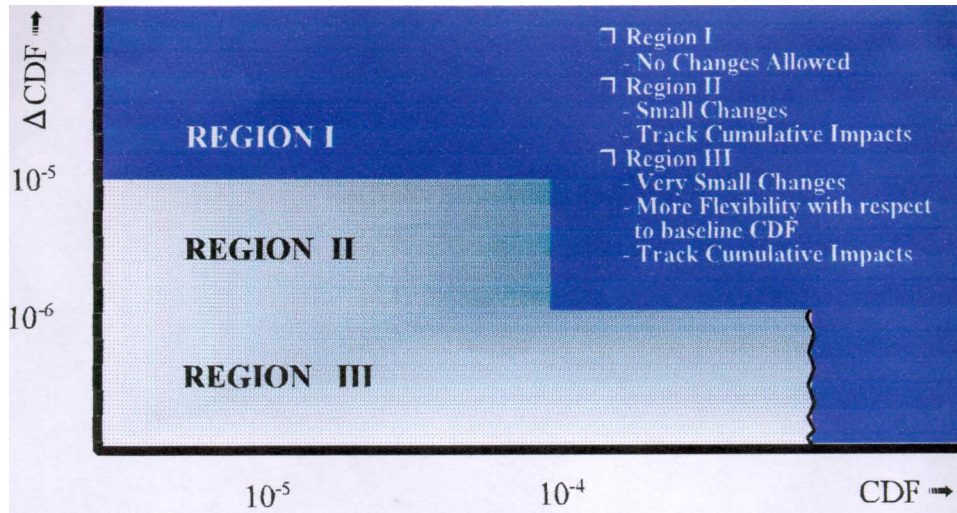 Δ CDF →
Region I
- No Changes Allowed
Region II
- Small Changes
- Track Cumulative Impacts
Region III
- Very Small Changes
- More Flexibility with respect
to baseline CDF
- Track Cumulative Impacts
REGION I
10⁻⁵
REGION II
10⁻⁶
REGION III
10⁻⁵
10⁻⁴
CDF →